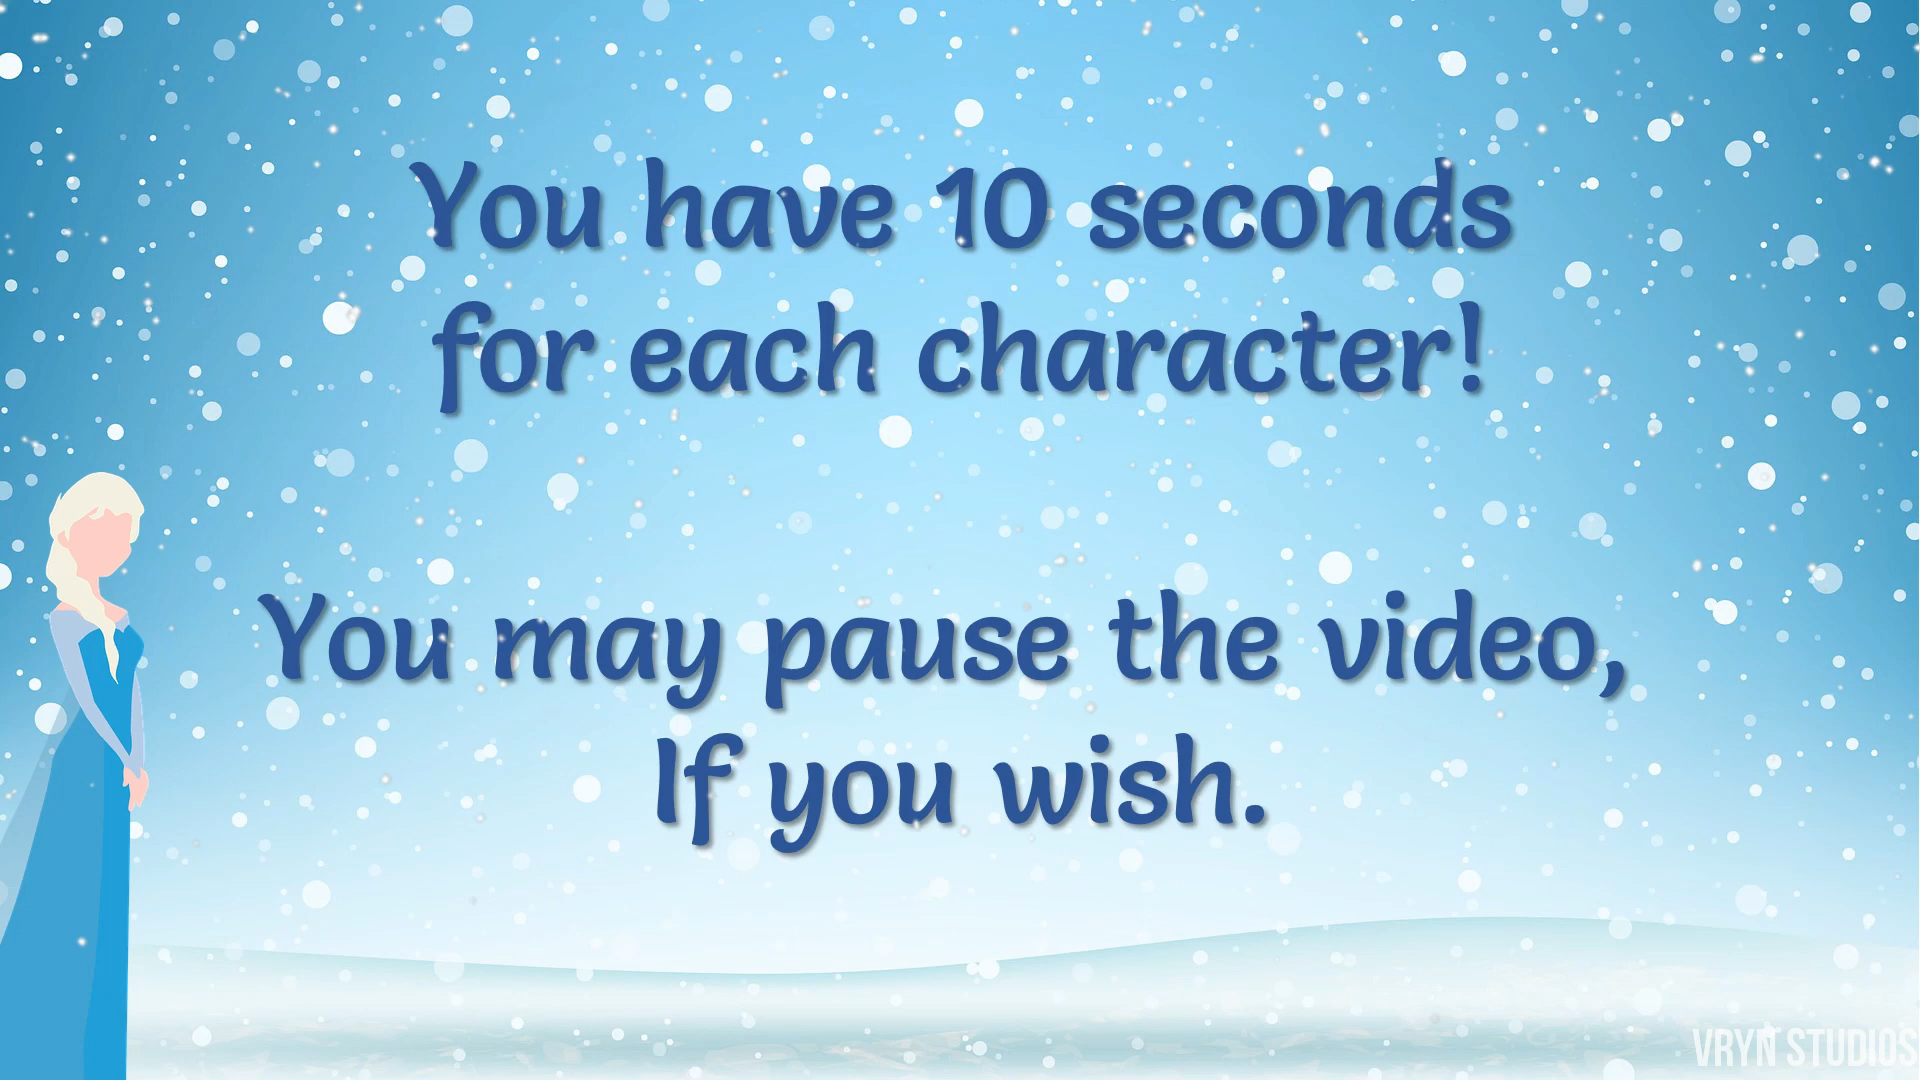 You have 10 seconds
for each character!
You may pause the video,
If you wish.
VRYN STUDIOS